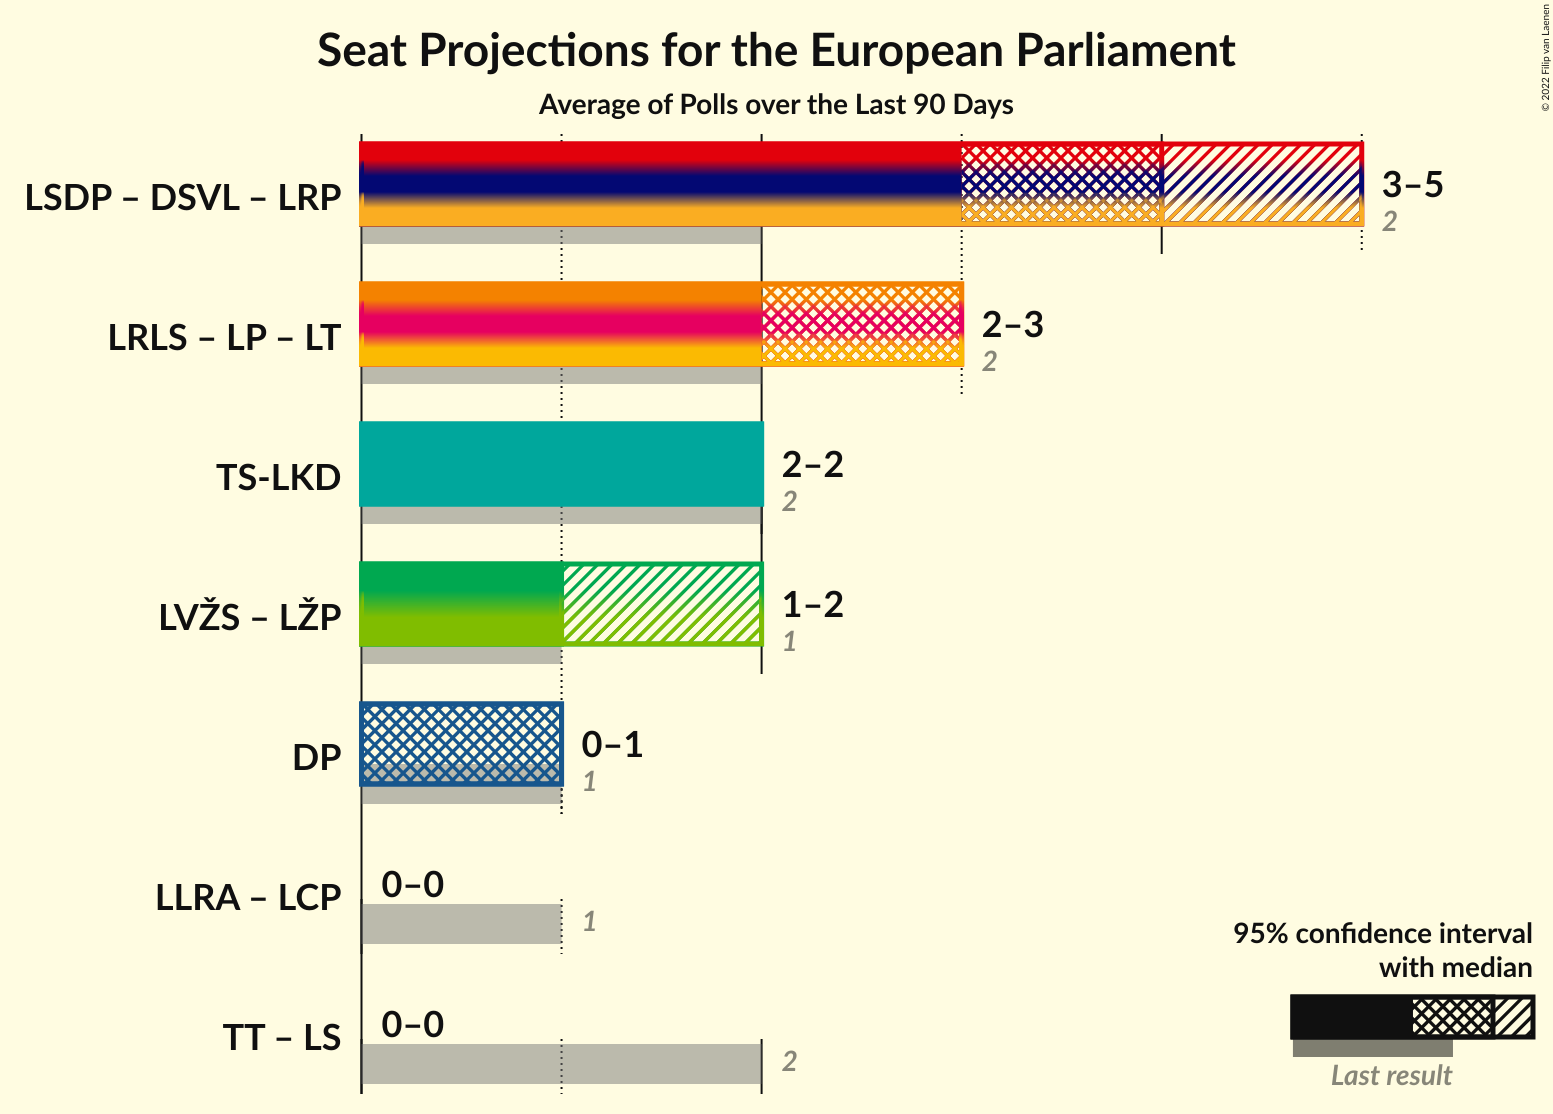 Seat Projections for the European Parliament
Average of Polls over the Last 90 Days
© 2022 Filip van Laenen
LSDP – DSVL – LRP
3–5
2
LRLS – LP – LT
2–3
2
TS-LKD
2–2
2
LVŽS – LŽP
1–2
1
DP
0–1
1
LLRA – LCP
0–0
1
TT – LS
0–0
2
95% confidence interval
with median
Last result